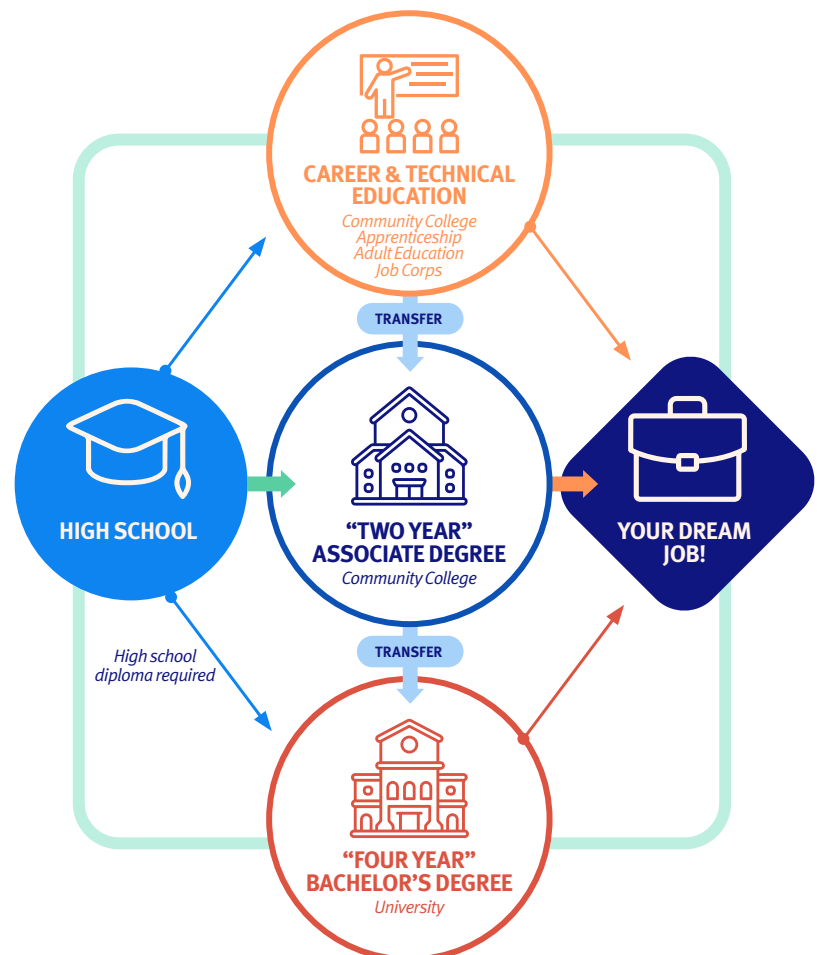 CAREER & TECHNICAL
EDUCATION
Community College
Apprenticeship
Adult Education
Job Corps
TRANSFER
HIGH SCHOOL
“TWO YEAR”
ASSOCIATE DEGREE
Community College
YOUR DREAM
JOB!
High school
diploma required
TRANSFER
“FOUR YEAR”
BACHELOR’S DEGREE
University